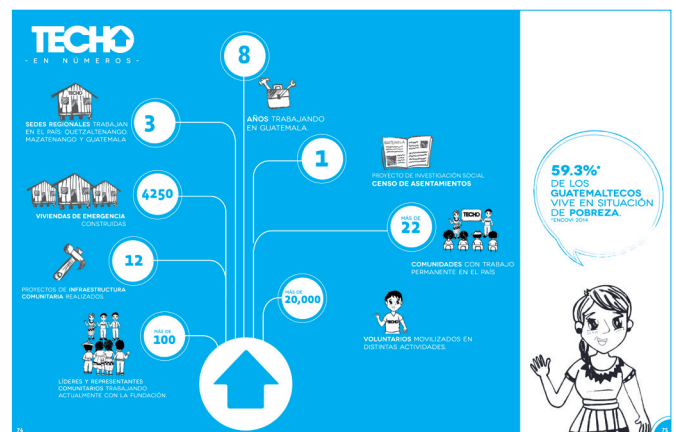 TECHO
- EN NÚMEROS -
8
AÑOS TRABAJANDO
EN GUATEMALA.
TECHO
SEDES REGIONALES TRABAJAN
EN EL PAÍS: QUETZALTENANGO,
MAZATENANGO Y GUATEMALA
3
1
GUATEMALA
PROYECTO DE INVESTIGACIÓN SOCIAL
CENSO DE ASENTAMIENTOS
4250
VIVIENDAS DE EMERGENCIA
CONSTRUIDAS
MÁS DE
22
TECHO
COMUNIDADES CON TRABAJO
PERMANENTE EN EL PAÍS
12
PROYECTOS DE INFRAESTRUCTURA
COMUNITARIA REALIZADOS
MÁS DE
20,000
TECHO
VOLUNTARIOS MOVILIZADOS EN
DISTINTAS ACTIVIDADES.
MÁS DE
100
LÍDERES Y REPRESENTANTES
COMUNITARIOS TRABAJANDO
ACTUALMENTE CON LA FUNDACIÓN.
59.3%*
DE LOS
GUATEMALTECOS
VIVE EN SITUACIÓN
DE POBREZA.
*ENCOVI 2014
74
75